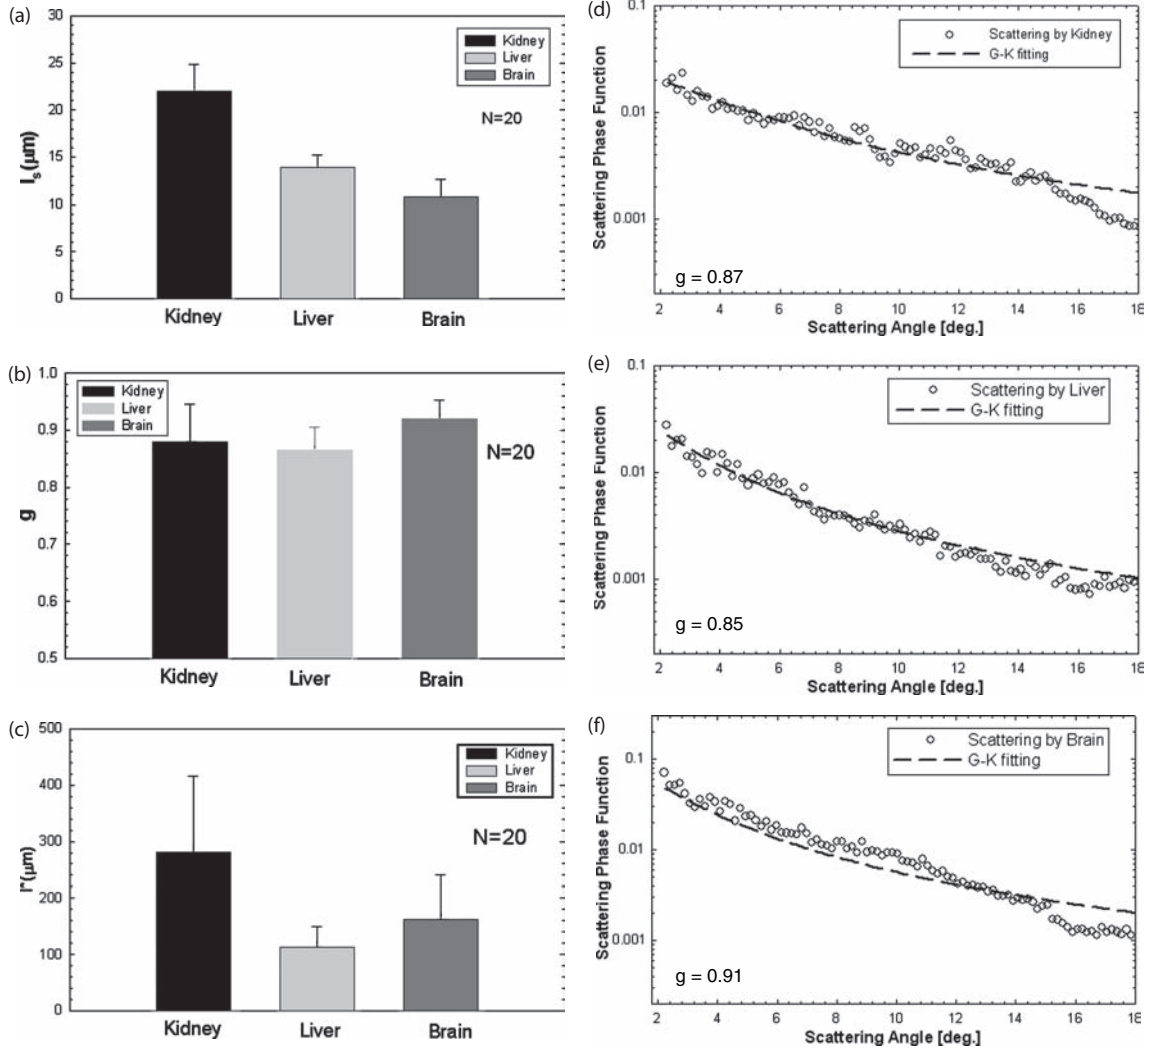 (a)
30
25
20
15
10
5
0
ls (µm)
Kidney
Liver
Brain
N=20
Kidney Liver Brain
(b)
1.0
0.9
0.8
0.7
0.6
0.5
g
Kidney
Liver
Brain
N=20
Kidney Liver Brain
(c)
500
400
300
200
100
0
l*(µm)
Kidney
Liver
Brain
N=20
Kidney Liver Brain
(d)
0.1
0.01
0.001
Scattering Phase Function
Scattering by Kidney
G-K fitting
g = 0.87
2 4 6 8 10 12 14 16 18
Scattering Angle [deg.]
(e)
0.1
0.01
0.001
Scattering Phase Function
Scattering by Liver
G-K fitting
g = 0.85
2 4 6 8 10 12 14 16 18
Scattering Angle [deg.]
(f)
0.1
0.01
0.001
Scattering Phase Function
Scattering by Brain
G-K fitting
g = 0.91
2 4 6 8 10 12 14 16 18
Scattering Angle [deg.]